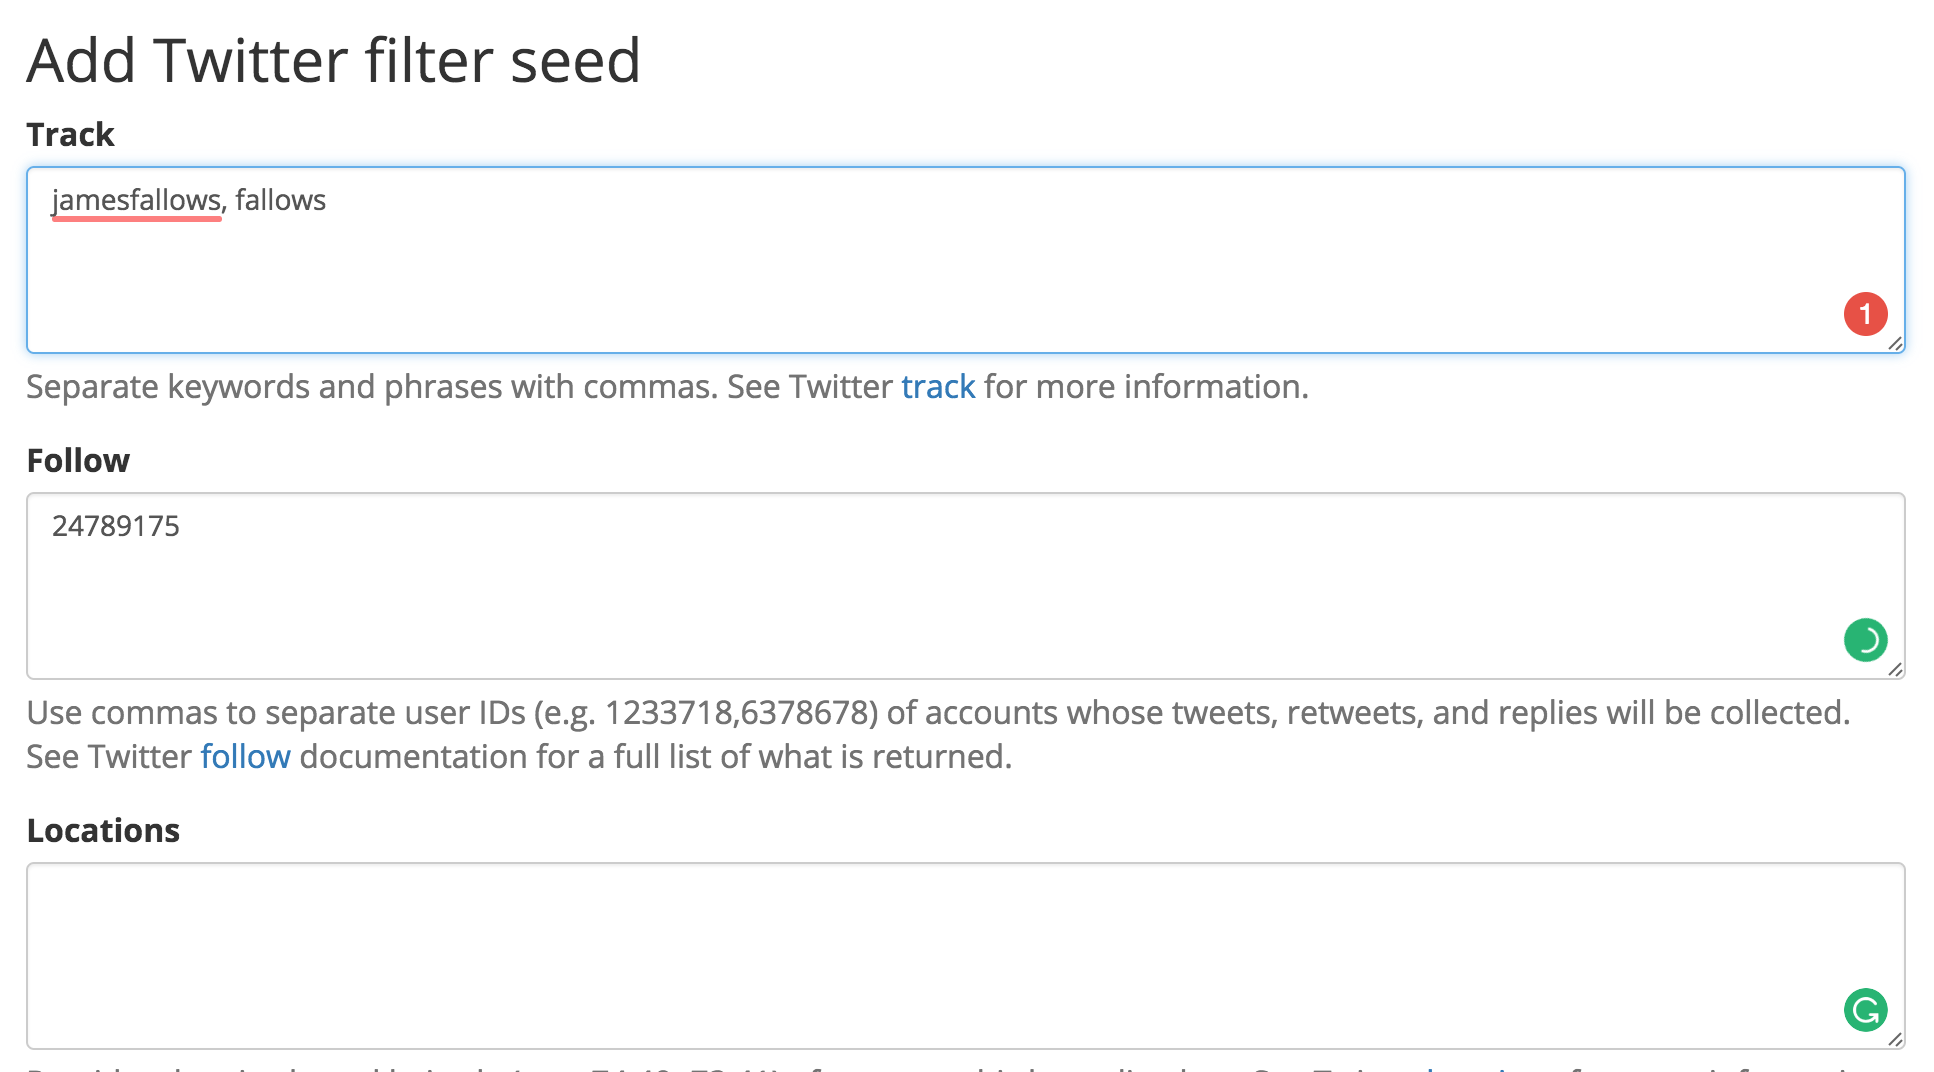 Add Twitter filter seed
Track
jamesfallows, fallows
1
Separate keywords and phrases with commas. See Twitter track for more information.
Follow
24789175
Use commas to separate user IDs (e.g. 1233718,6378678) of accounts whose tweets, retweets, and replies will be collected.
See Twitter follow documentation for a full list of what is returned.
Locations